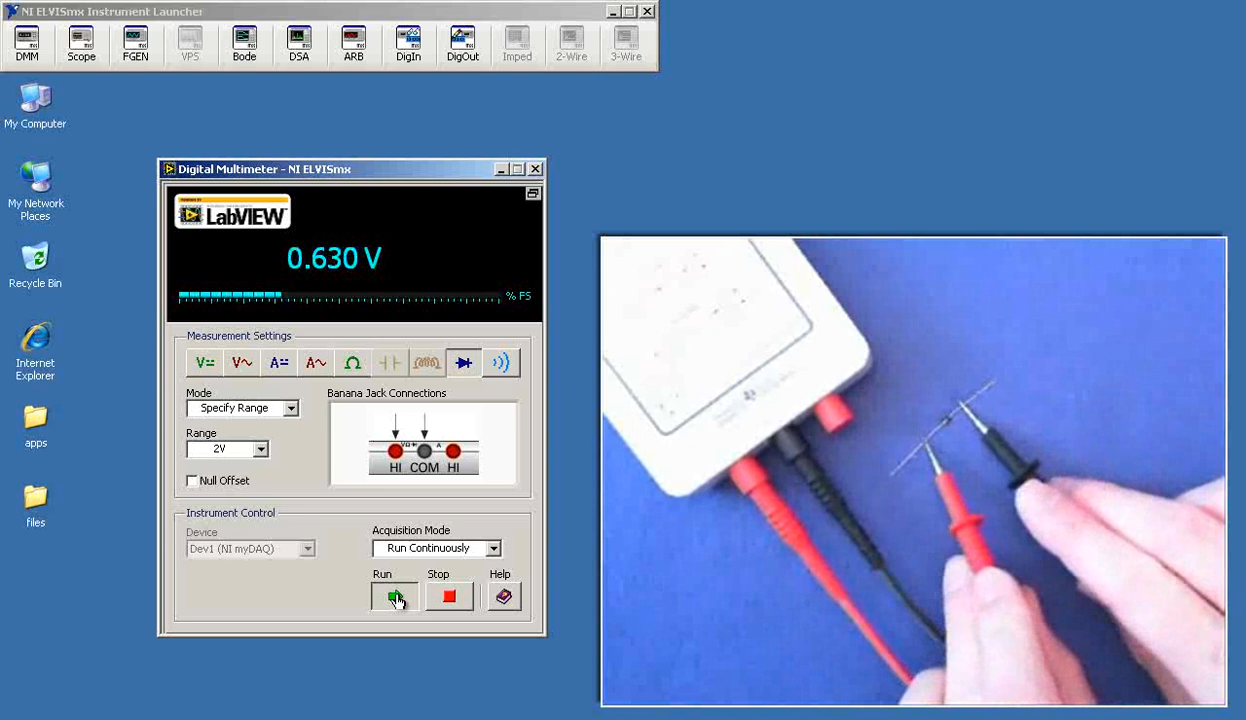 NI ELVISmx Instrument Launcher
DMM Scope FGEN VPS Bode DSA ARB DigIn DigOut Imped 2-Wire 3-Wire
My Computer
My Network
Places
Recycle Bin
Internet
Explorer
apps
files
Digital Multimeter - NI ELVISmx
LabVIEW
0.630 V
% FS
Measurement Settings
V V A A Ω
Mode
Specify Range
Range
2V
Null Offset
Banana Jack Connections
VΩ A
HI COM HI
Instrument Control
Device
Dev1 (NI myDAQ)
Acquisition Mode
Run Continuously
Run Stop Help